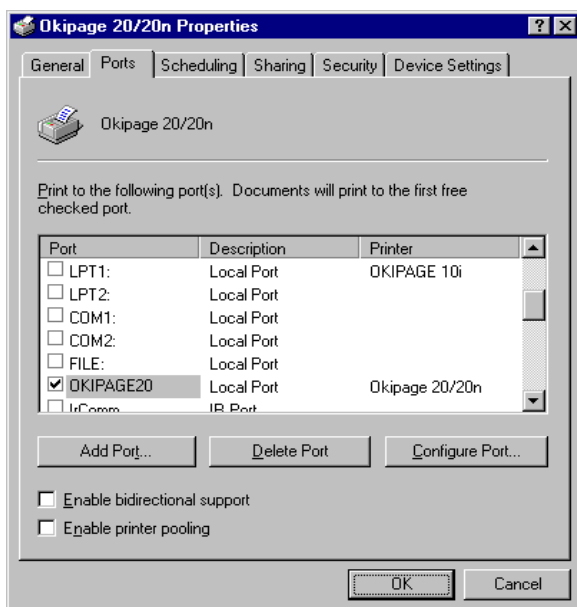 Okipage 20/20n Properties
General Ports Scheduling Sharing Security Device Settings
Okipage 20/20n
Print to the following port(s). Documents will print to the first free
checked port.
Port Description Printer
LPT1: Local Port OKIPAGE 10i
LPT2: Local Port
COM1: Local Port
COM2: Local Port
FILE: Local Port
OKIPAGE20 Local Port Okipage 20/20n
IrComm IR Port
Add Port... Delete Port Configure Port...
Enable bidirectional support
Enable printer pooling
OK Cancel